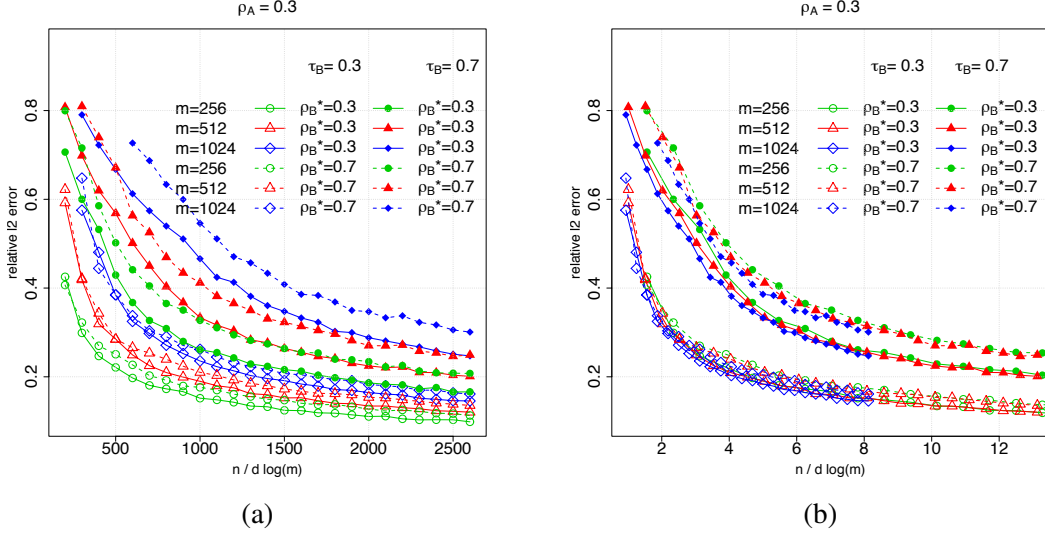 ρA = 0.3
τB= 0.3 τB= 0.7
m=256 ρB*=0.3 ρB*=0.3
m=512 ρB*=0.3 ρB*=0.3
m=1024 ρB*=0.3 ρB*=0.3
m=256 ρB*=0.7 ρB*=0.7
m=512 ρB*=0.7 ρB*=0.7
m=1024 ρB*=0.7 ρB*=0.7
relative l2 error
0.8
0.6
0.4
0.2
500 1000 1500 2000 2500
n / d log(m)
(a)
ρA = 0.3
τB= 0.3 τB= 0.7
m=256 ρB*=0.3 ρB*=0.3
m=512 ρB*=0.3 ρB*=0.3
m=1024 ρB*=0.3 ρB*=0.3
m=256 ρB*=0.7 ρB*=0.7
m=512 ρB*=0.7 ρB*=0.7
m=1024 ρB*=0.7 ρB*=0.7
relative l2 error
0.8
0.6
0.4
0.2
2 4 6 8 10 12
n / d log(m)
(b)